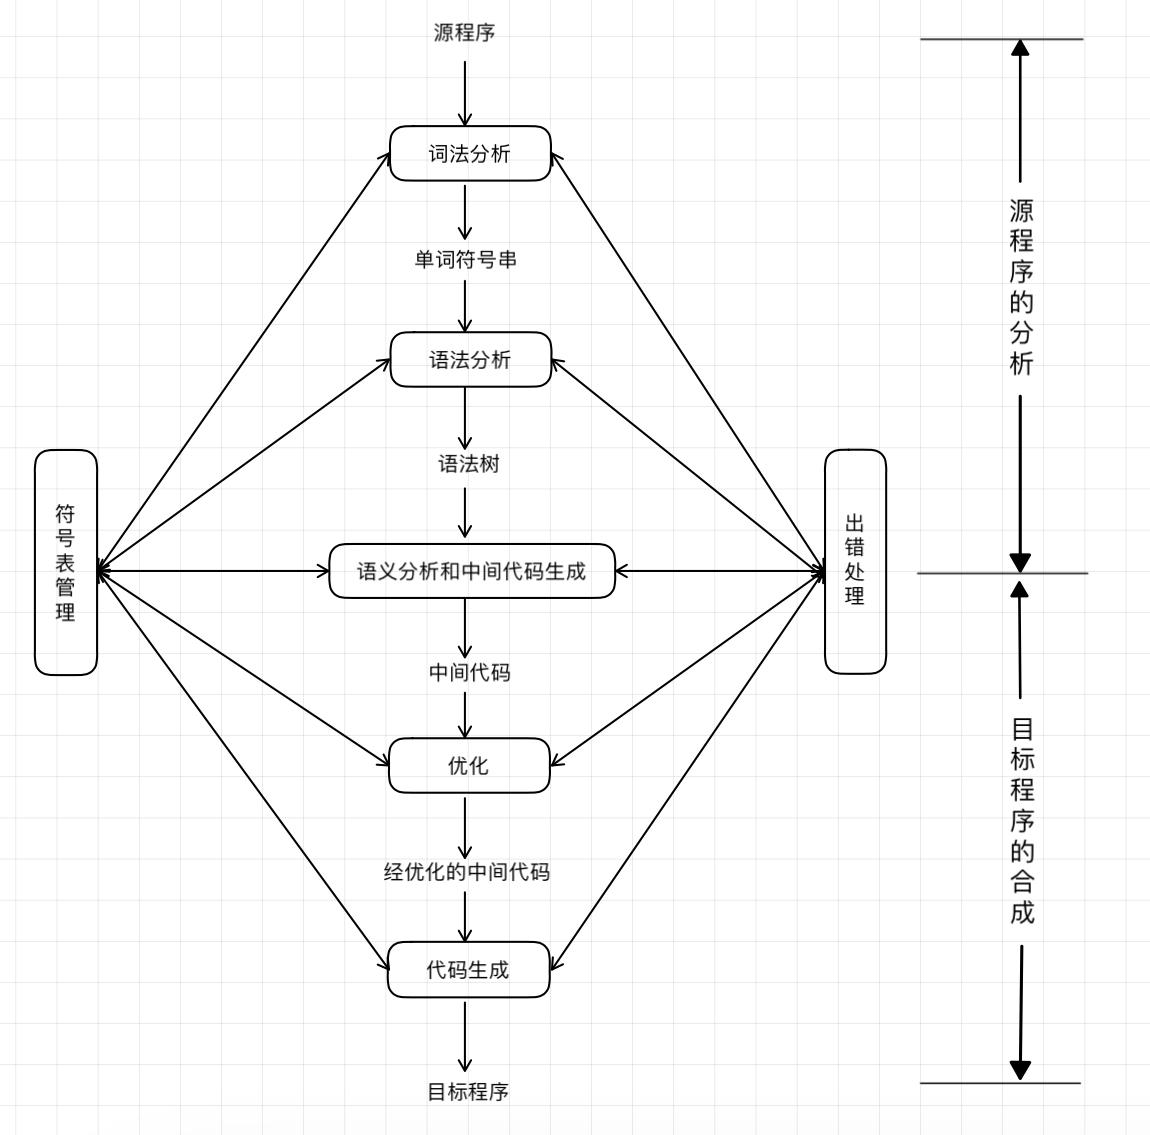 源程序
词法分析
单词符号串
语法分析
语法树
语义分析和中间代码生成
中间代码
优化
经优化的中间代码
代码生成
目标程序
符号表管理
出错处理
源程序的分析
目标程序的合成